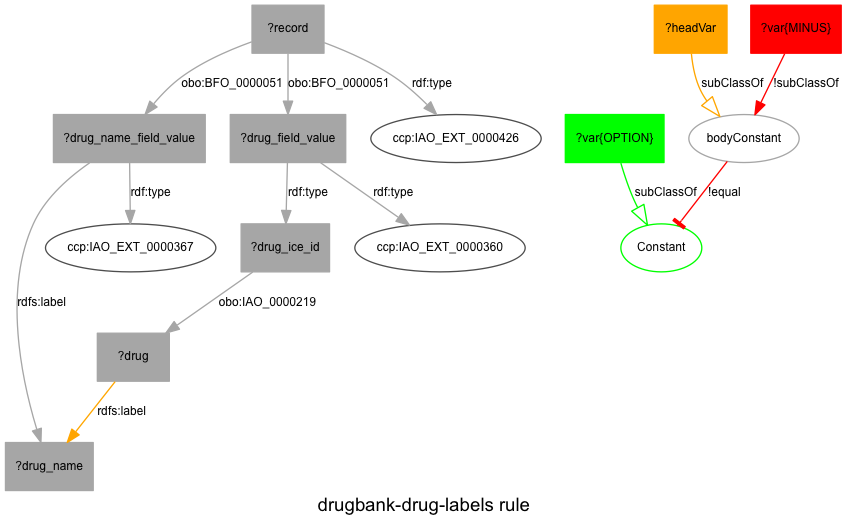 ?record
?headVar
?var{MINUS}
obo:BFO_0000051
obo:BFO_0000051
rdf:type
subClassOf
!subClassOf
?drug_name_field_value
?drug_field_value
ccp:IAO_EXT_0000426
?var{OPTION}
bodyConstant
rdf:type
rdf:type
rdf:type
subClassOf
!equal
ccp:IAO_EXT_0000367
?drug_ice_id
ccp:IAO_EXT_0000360
Constant
rdfs:label
obo:IAO_0000219
?drug
rdfs:label
?drug_name
drugbank-drug-labels rule